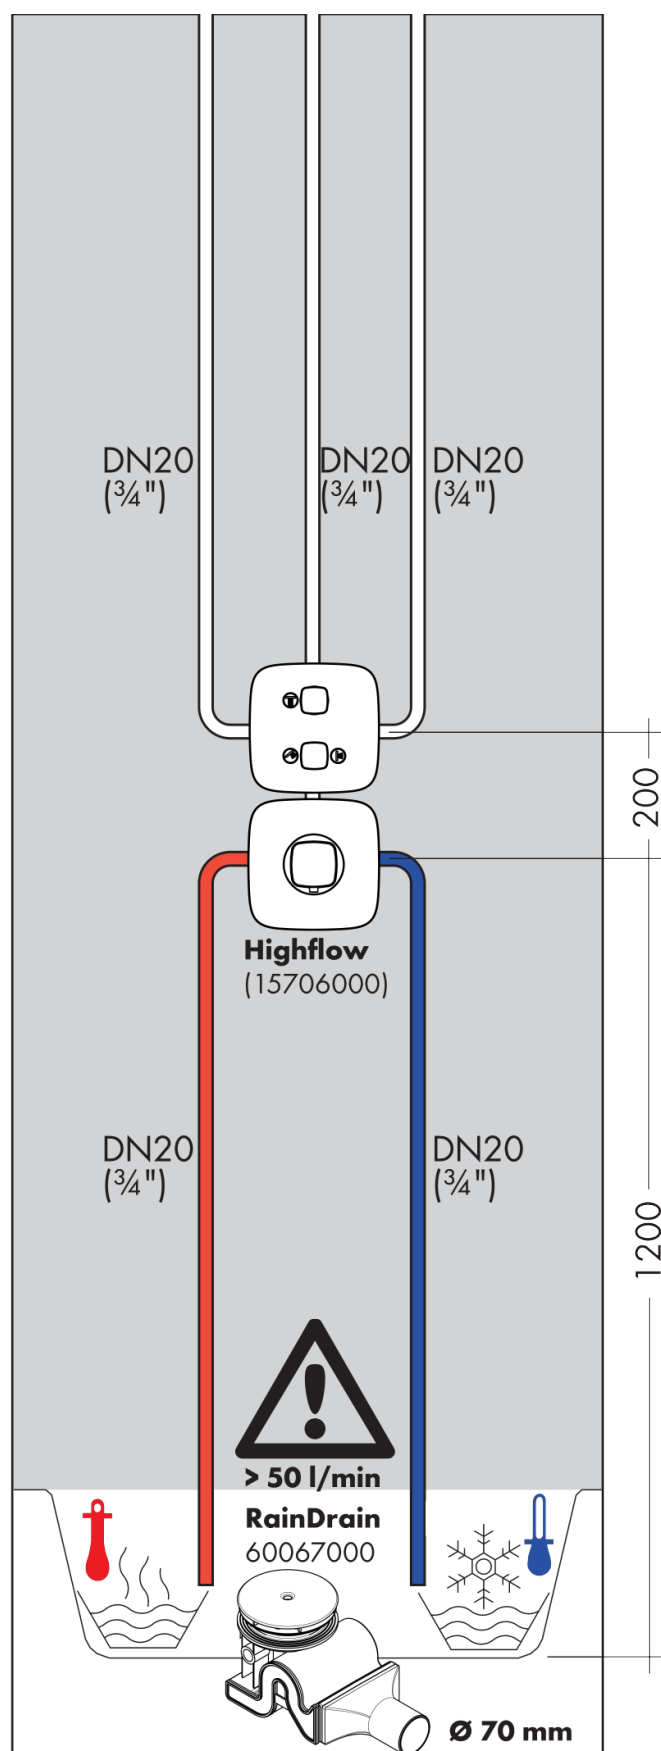 DN20 DN20 DN20
(¾") (¾") (¾")
200
Highflow
(15706000)
DN20 DN20
(¾") (¾")
1200
> 50 l/min
RainDrain
60067000
Ø 70 mm